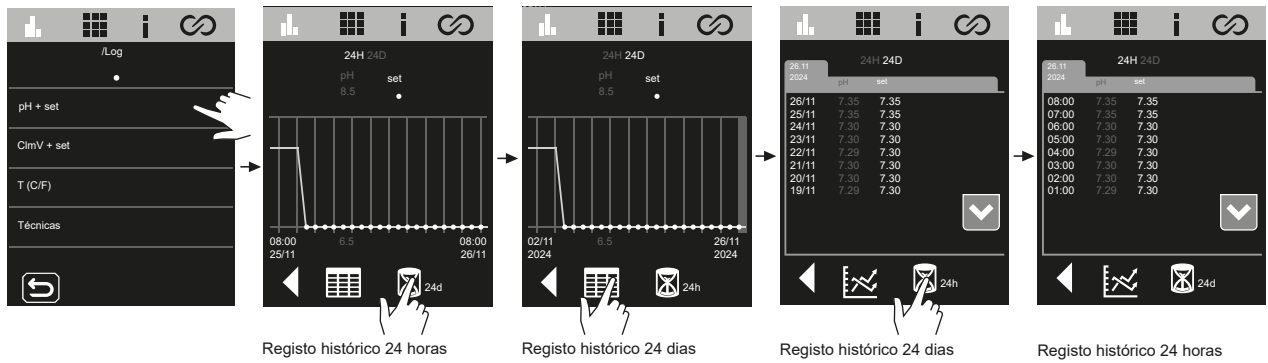 /Log
pH + set
ClmV + set
T (C/F)
Técnicas
24H 24D
pH set
8.5
6.5
08:00 08:00
25/11 26/11
24d
Registo histórico 24 horas
24H 24D
pH set
8.5
6.5
02/11 26/11
2024 2024
24h
Registo histórico 24 dias
24H 24D
26.11
2024
pH set
26/11 7.35 7.35
25/11 7.35 7.35
24/11 7.30 7.30
23/11 7.30 7.30
22/11 7.29 7.30
21/11 7.30 7.30
20/11 7.30 7.30
19/11 7.29 7.30
24h
Registo histórico 24 dias
24H 24D
26.11
2024
pH set
08:00 7.35 7.35
07:00 7.35 7.35
06:00 7.30 7.30
05:00 7.30 7.30
04:00 7.29 7.30
03:00 7.30 7.30
02:00 7.30 7.30
01:00 7.29 7.30
24d
Registo histórico 24 horas